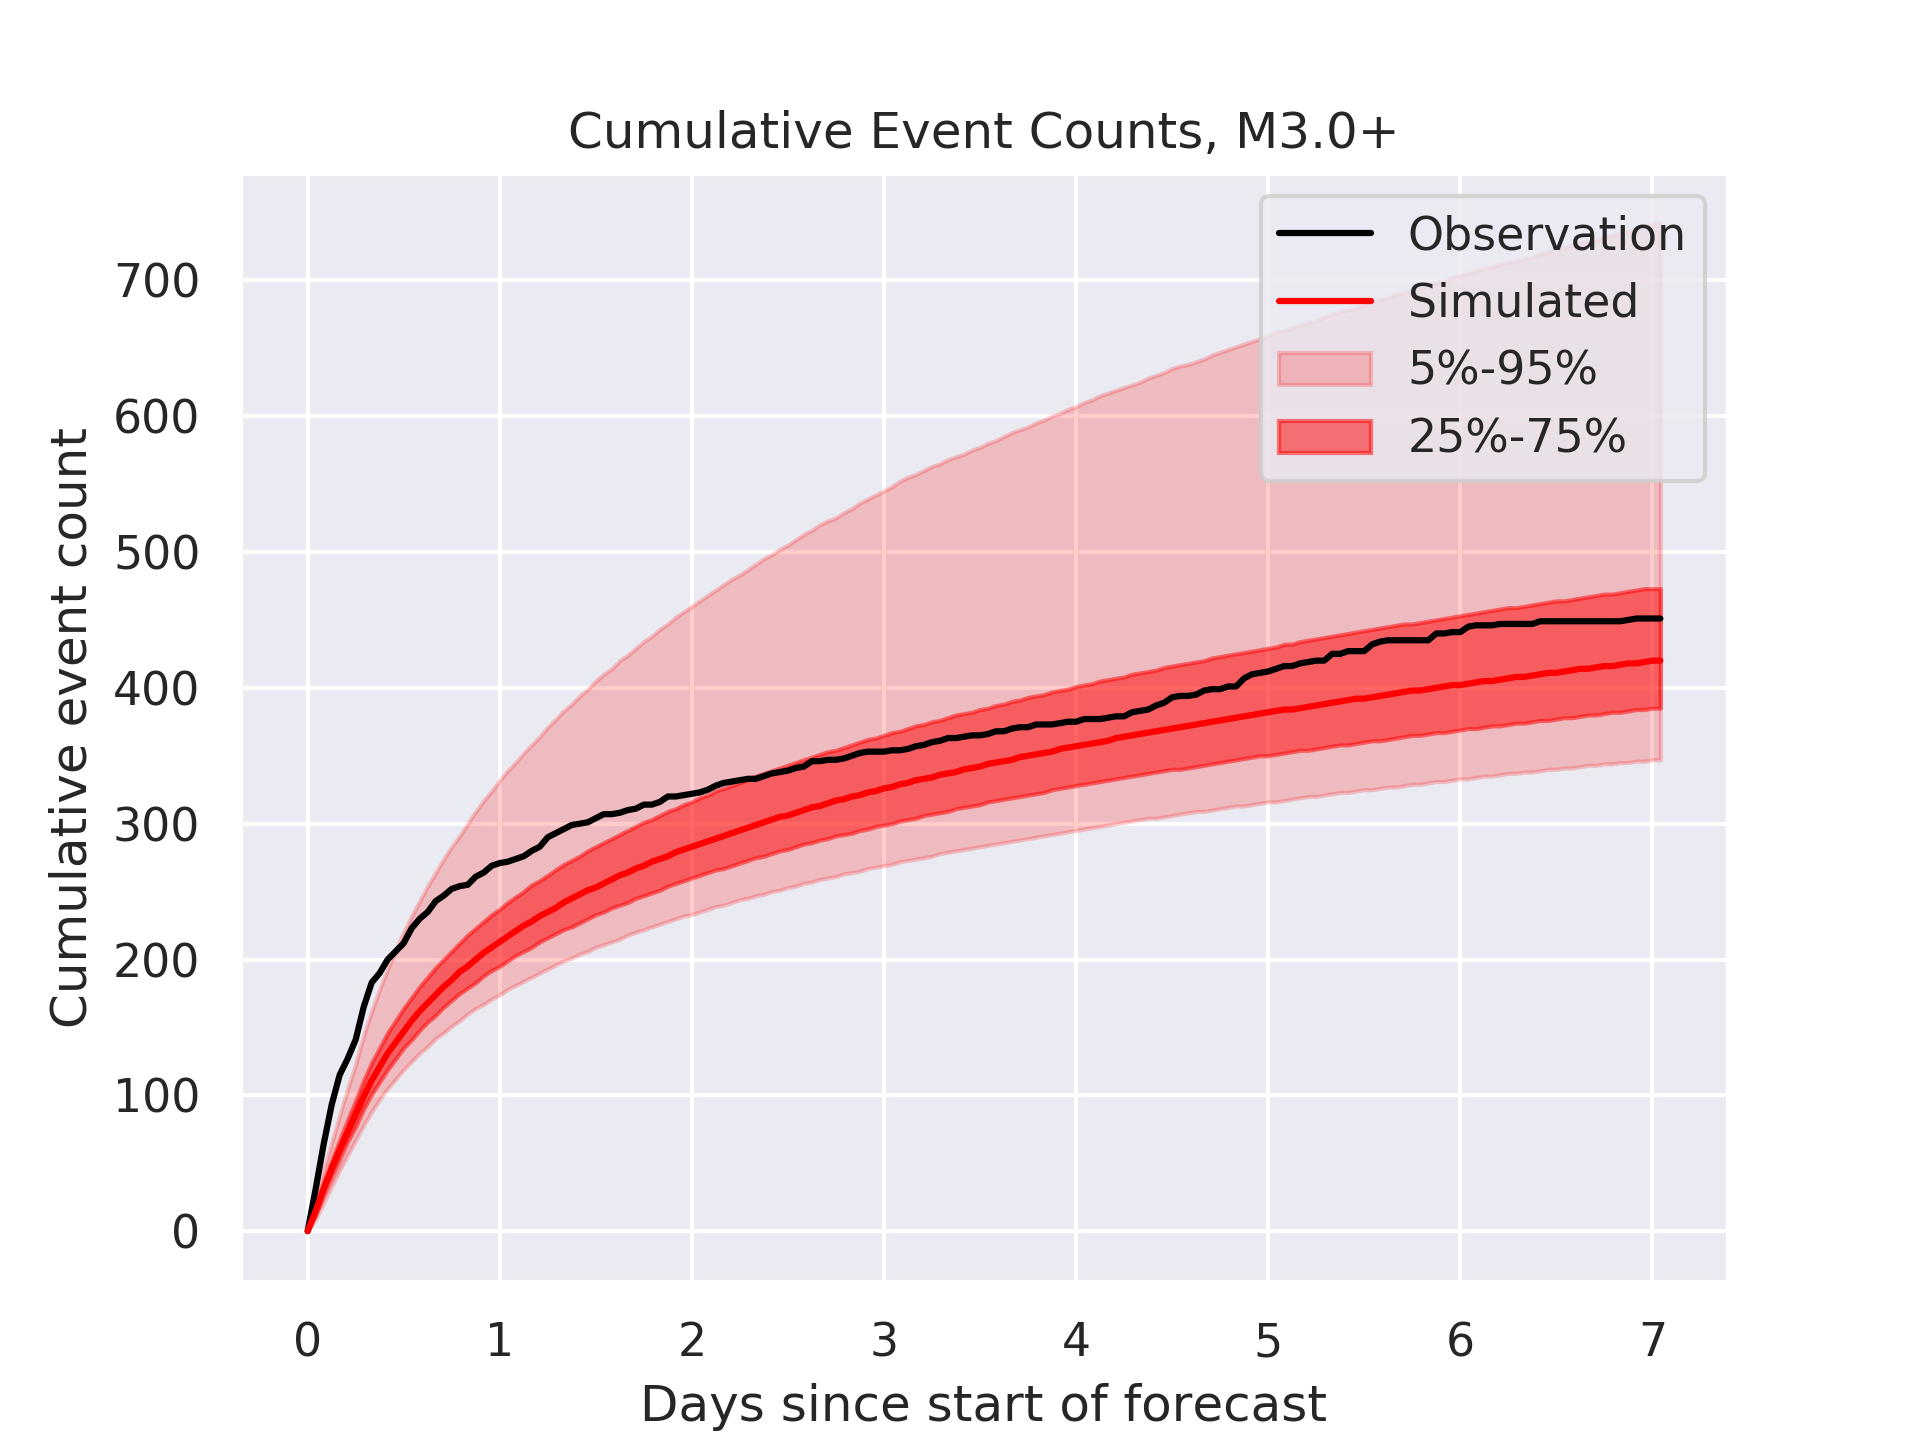 Cumulative Event Counts, M3.0+
Observation
Simulated
5%-95%
25%-75%
Cumulative event count
700
600
500
400
300
200
100
0
0 1 2 3 4 5 6 7
Days since start of forecast